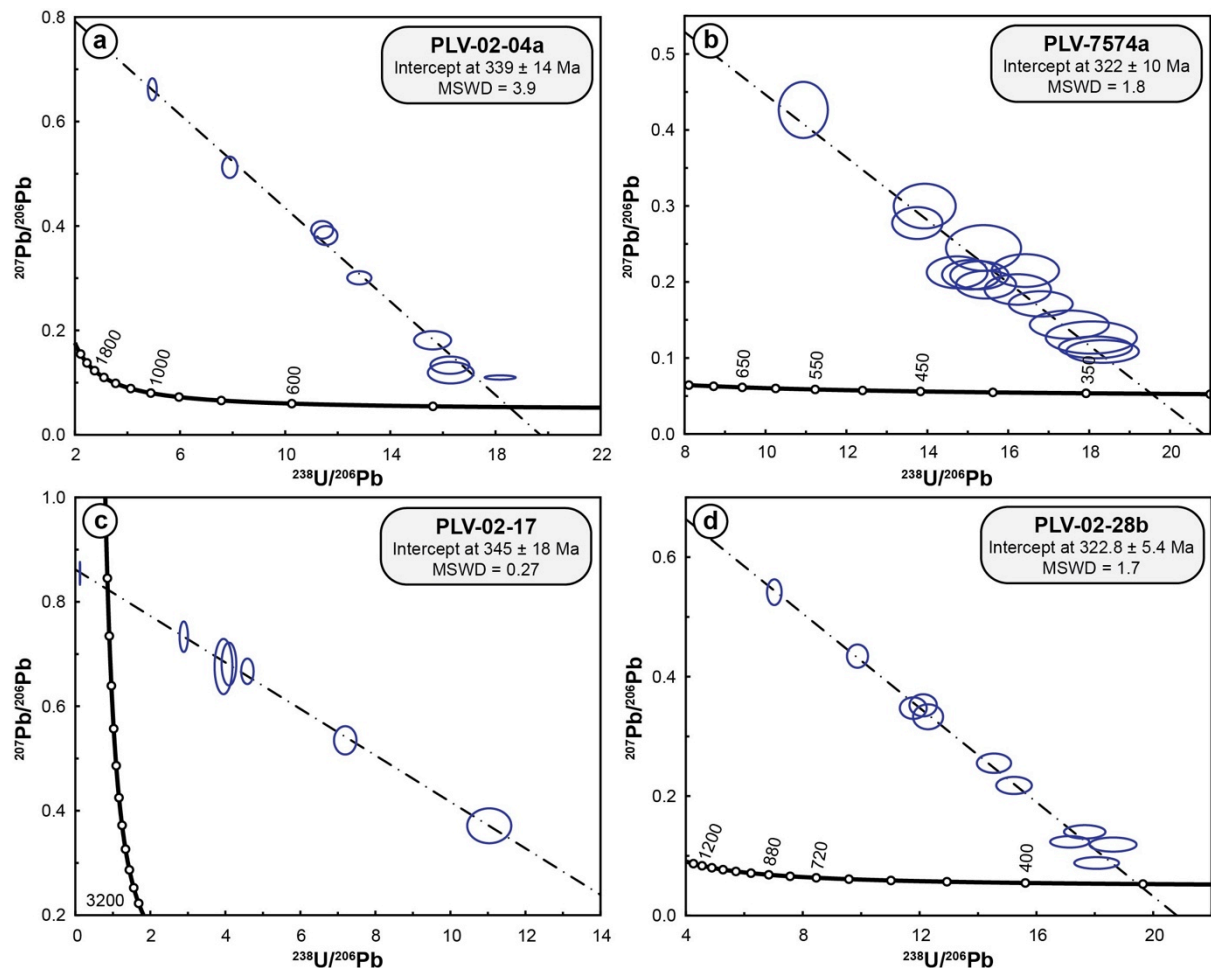 a
PLV-02-04a
Intercept at 339 ± 14 Ma
MSWD = 3.9
0.8
0.6
0.4
0.2
0.0
²⁰⁷Pb/²⁰⁶Pb
1800
1000
600
2 6 10 14 18 22
²³⁸U/²⁰⁶Pb
b
PLV-7574a
Intercept at 322 ± 10 Ma
MSWD = 1.8
0.5
0.4
0.3
0.2
0.1
0.0
²⁰⁷Pb/²⁰⁶Pb
650
550
450
350
8 10 12 14 16 18 20
²³⁸U/²⁰⁶Pb
c
PLV-02-17
Intercept at 345 ± 18 Ma
MSWD = 0.27
1.0
0.8
0.6
0.4
0.2
²⁰⁷Pb/²⁰⁶Pb
3200
0 2 4 6 8 10 12 14
²³⁸U/²⁰⁶Pb
d
PLV-02-28b
Intercept at 322.8 ± 5.4 Ma
MSWD = 1.7
0.6
0.4
0.2
0.0
²⁰⁷Pb/²⁰⁶Pb
1200
880
720
400
4 8 12 16 20
²³⁸U/²⁰⁶Pb